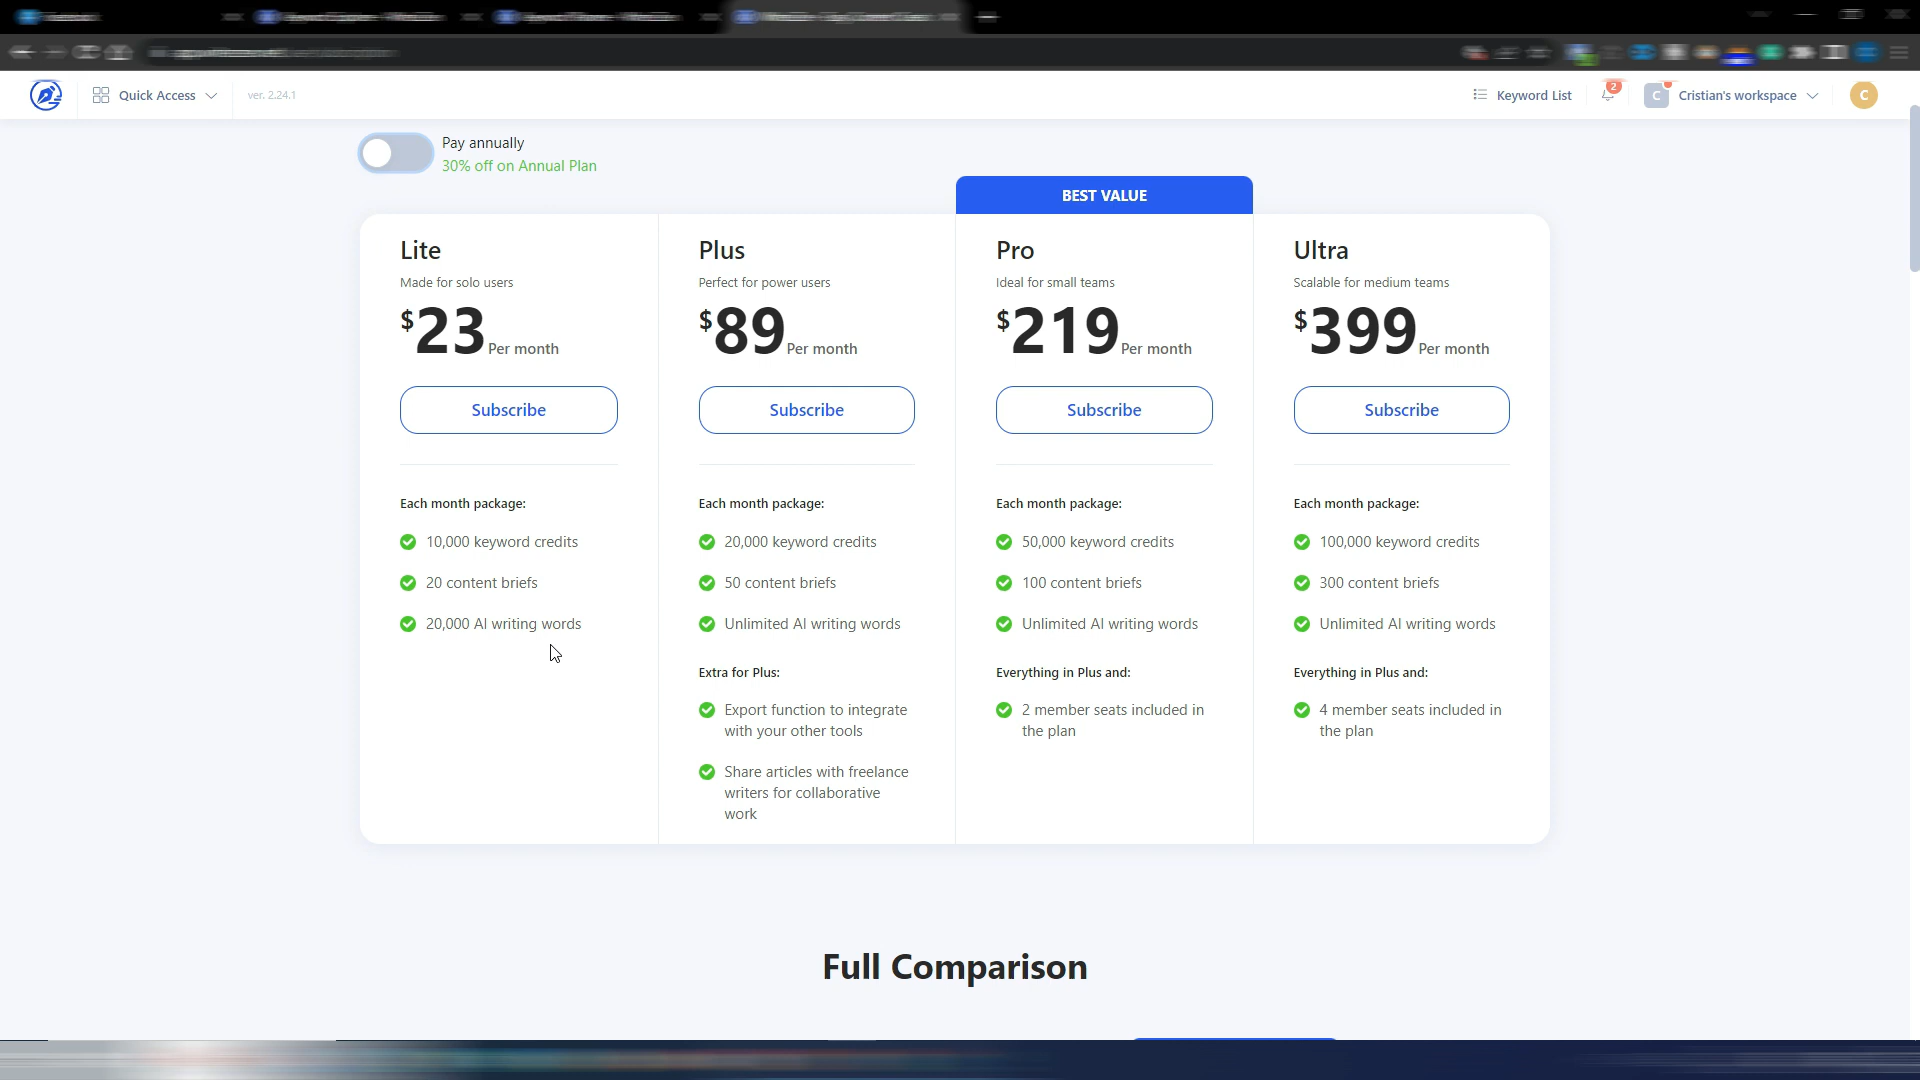 Quick Access
ver. 2.24.1
Keyword List
2
C
Cristian's workspace
C
Pay annually
30% off on Annual Plan
BEST VALUE
Lite
Made for solo users
$23 Per month
Subscribe
Each month package:
10,000 keyword credits
20 content briefs
20,000 AI writing words
Plus
Perfect for power users
$89 Per month
Subscribe
Each month package:
20,000 keyword credits
50 content briefs
Unlimited AI writing words
Extra for Plus:
Export function to integrate
with your other tools
Share articles with freelance
writers for collaborative
work
Pro
Ideal for small teams
$219 Per month
Subscribe
Each month package:
50,000 keyword credits
100 content briefs
Unlimited AI writing words
Everything in Plus and:
2 member seats included in
the plan
Ultra
Scalable for medium teams
$399 Per month
Subscribe
Each month package:
100,000 keyword credits
300 content briefs
Unlimited AI writing words
Everything in Plus and:
4 member seats included in
the plan
Full Comparison